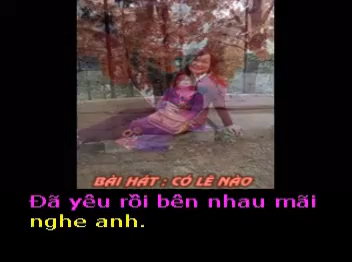 BÀI HÁT : CÓ LẼ NÀO
Đã yêu rồi bên nhau mãi
nghe anh.